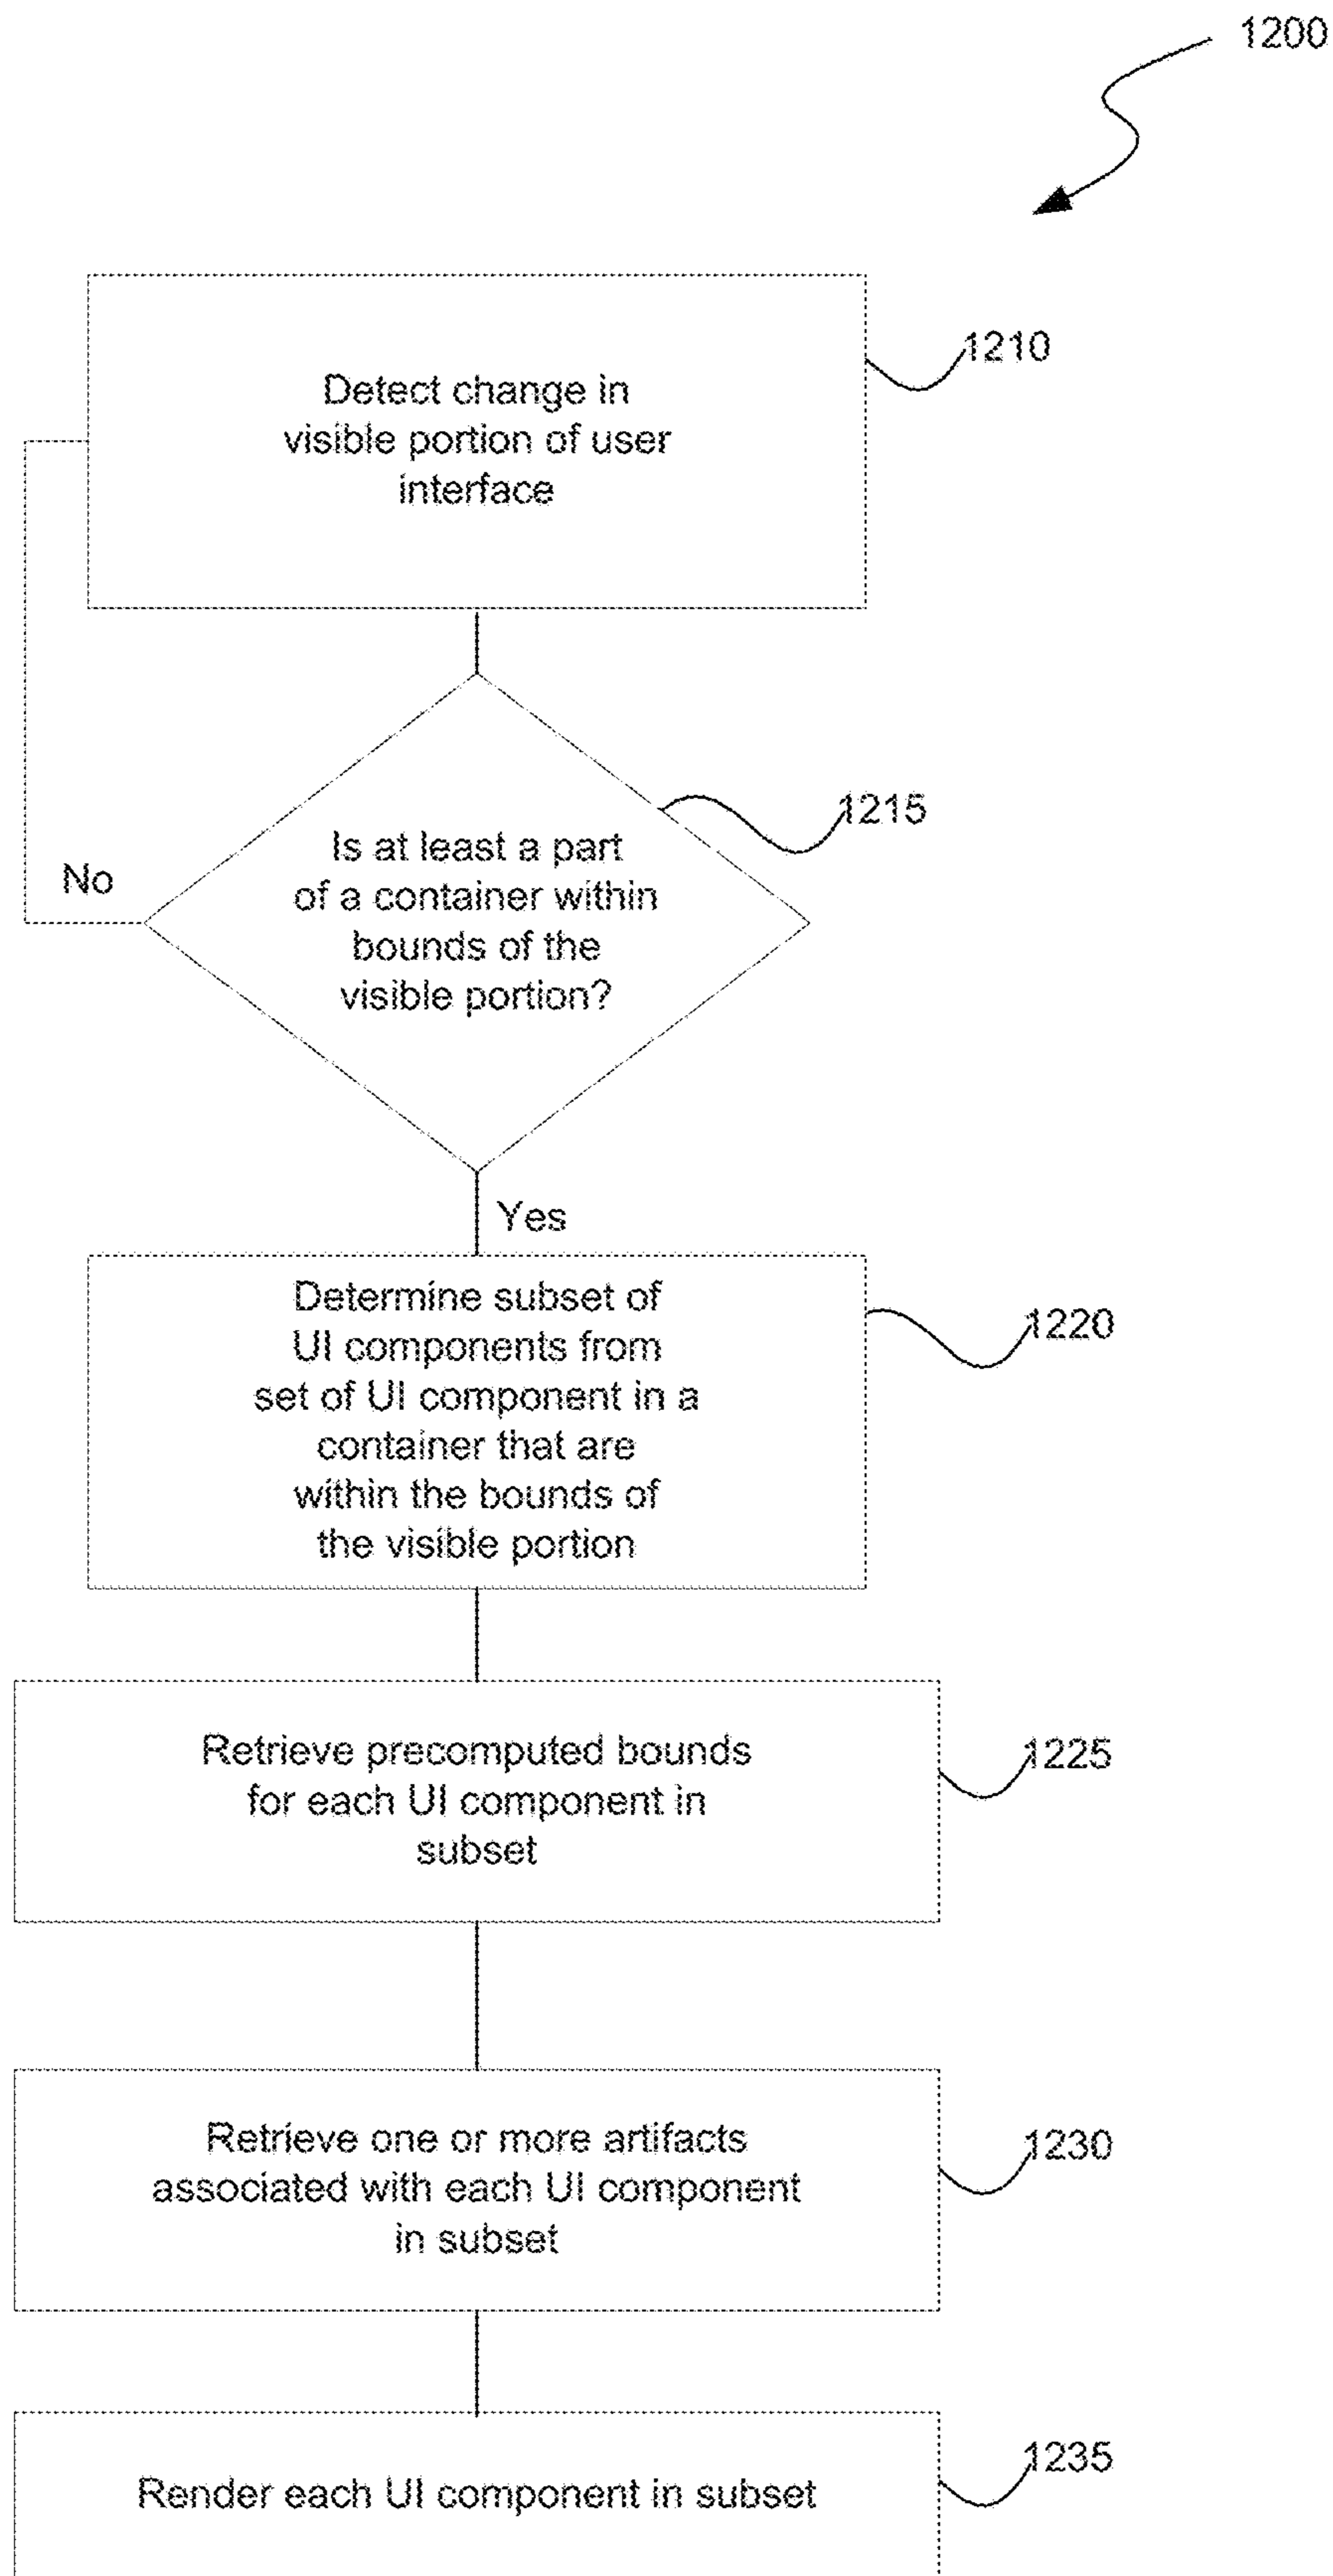 1200
Detect change in
visible portion of user
interface
1210
Is at least a part
of a container within
bounds of the
visible portion?
1215
No
Yes
Determine subset of
UI components from
set of UI component in a
container that are
within the bounds of
the visible portion
1220
Retrieve precomputed bounds
for each UI component in
subset
1225
Retrieve one or more artifacts
associated with each UI component
in subset
1230
Render each UI component in subset
1235